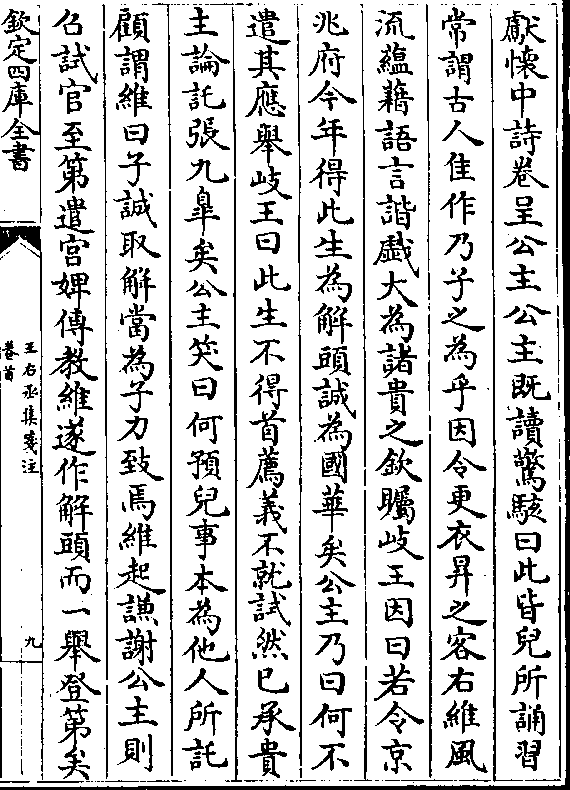 獻懷中詩卷呈公主公主既讀驚駭曰此皆兒所誦習
常謂古人佳作乃子之為乎因令更衣昇之客右維風
流藴藉語言諧戲大為諸貴之欽矚岐王因曰若令京
兆府今年得此生為解頭誠為國華矣公主乃曰何不
遣其應舉岐王曰此生不得首薦義不就試然已承貴
主論託張九臯矣公主笑曰何預兒事本為他人所託
顧謂維曰子誠取解當為子力致焉維起謙謝公主則
召試官至第遣宫婢傳教維遂作解頭而一舉登第矣
欽定四庫全書
王右丞集箋注
卷首
九